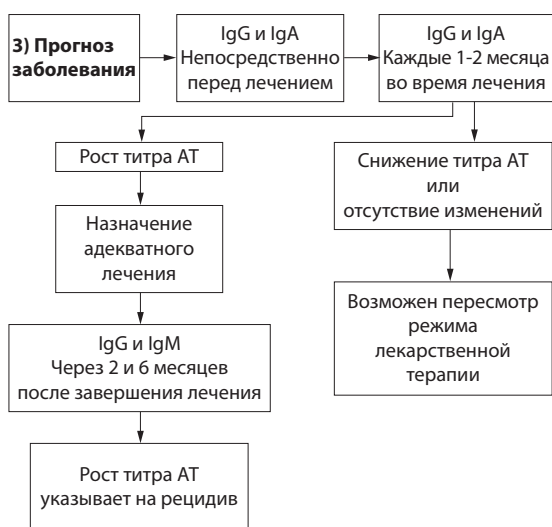 3) Прогноз
заболевания
IgG и IgA
Непосредственно
перед лечением
IgG и IgA
Каждые 1-2 месяца
во время лечения
Рост титра АТ
Снижение титра АТ
или
отсутствие изменений
Назначение
адекватного
лечения
Возможен пересмотр
режима
лекарственной
терапии
IgG и IgM
Через 2 и 6 месяцев
после завершения лечения
Рост титра АТ
указывает на рецидив